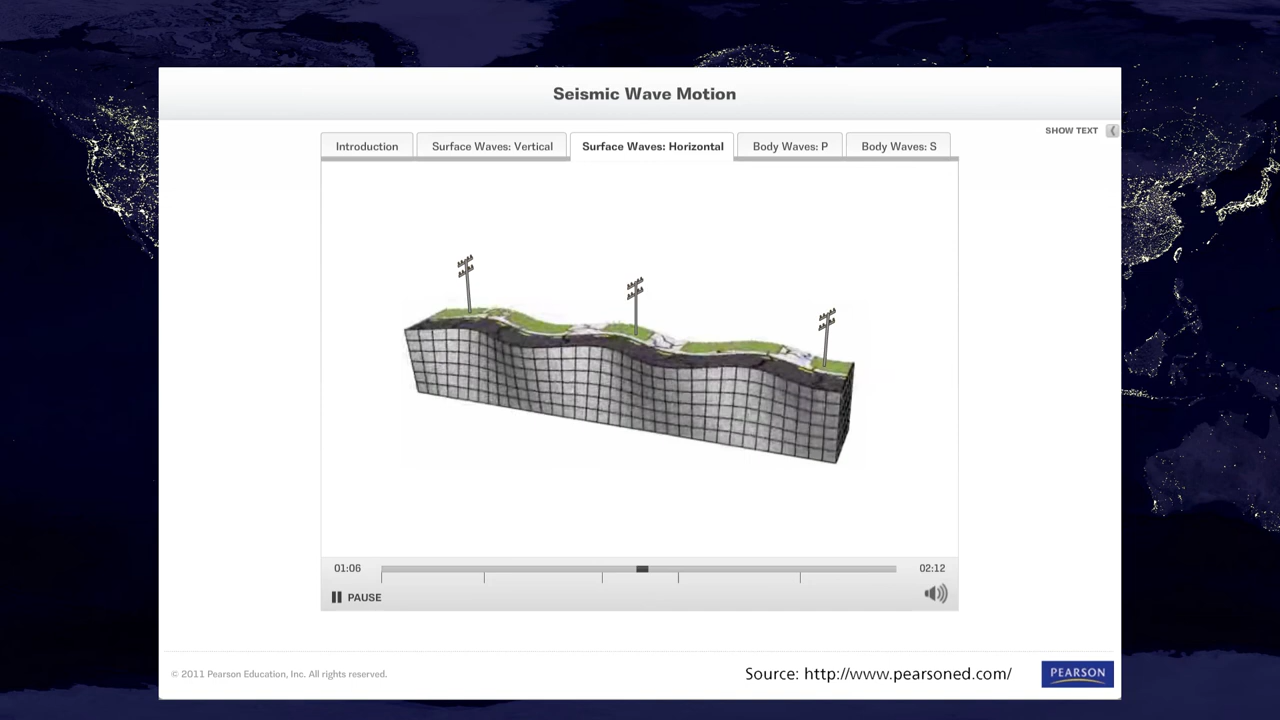 Seismic Wave Motion
SHOW TEXT
Introduction
Surface Waves: Vertical
Surface Waves: Horizontal
Body Waves: P
Body Waves: S
01:06
02:12
PAUSE
© 2011 Pearson Education, Inc. All rights reserved.
Source: http://www.pearsoned.com/
PEARSON